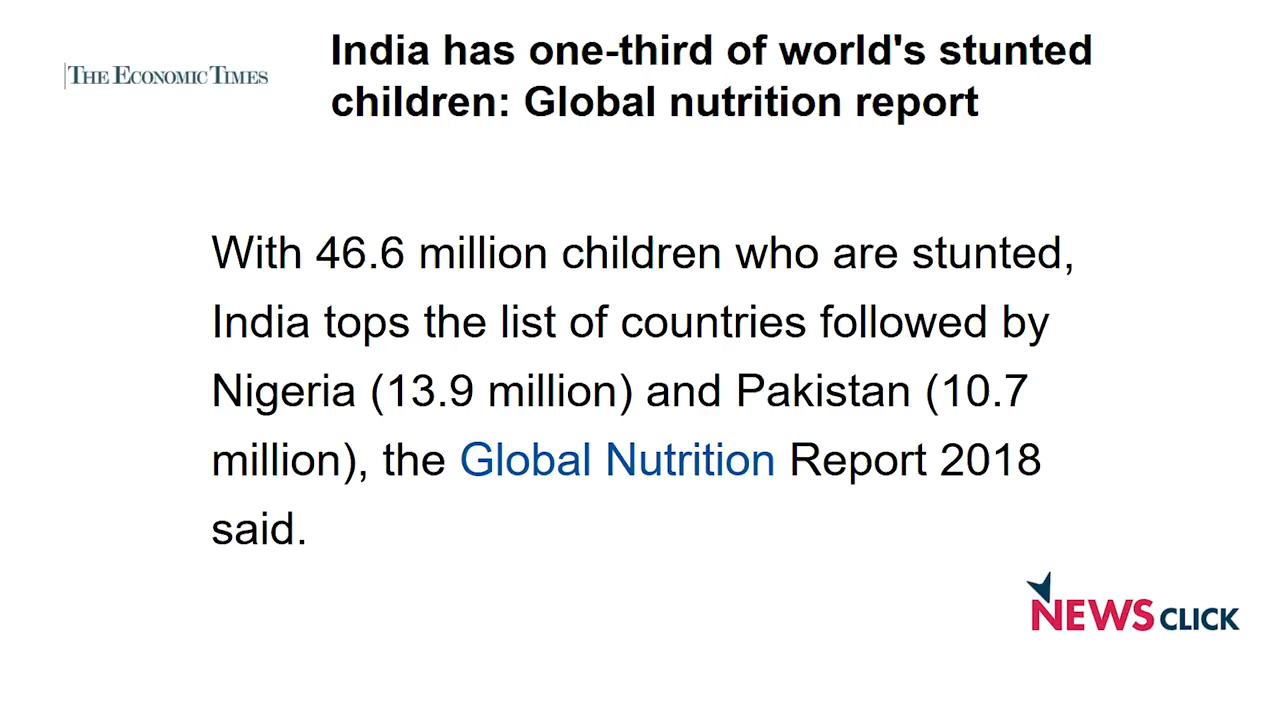 THE ECONOMIC TIMES
India has one-third of world's stunted
children: Global nutrition report
With 46.6 million children who are stunted,
India tops the list of countries followed by
Nigeria (13.9 million) and Pakistan (10.7
million), the Global Nutrition Report 2018
said.
NEWSCLICK